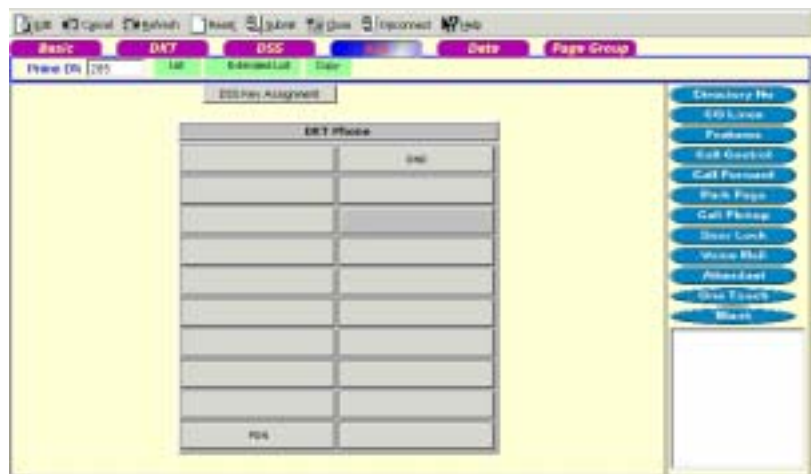 Edit Cancel Refresh Reset Submit Close Disconnect Help
Basic DKT DSS Data Page Group
Prime DN 205 List Extended List Copy
DSS Key Assignment
DKT Phone
DND
PDN
Directory No
CO Lines
Features
Call Control
Call Forward
Park Page
Call Pickup
Door Lock
Voice Mail
Attendant
One Touch
Blank